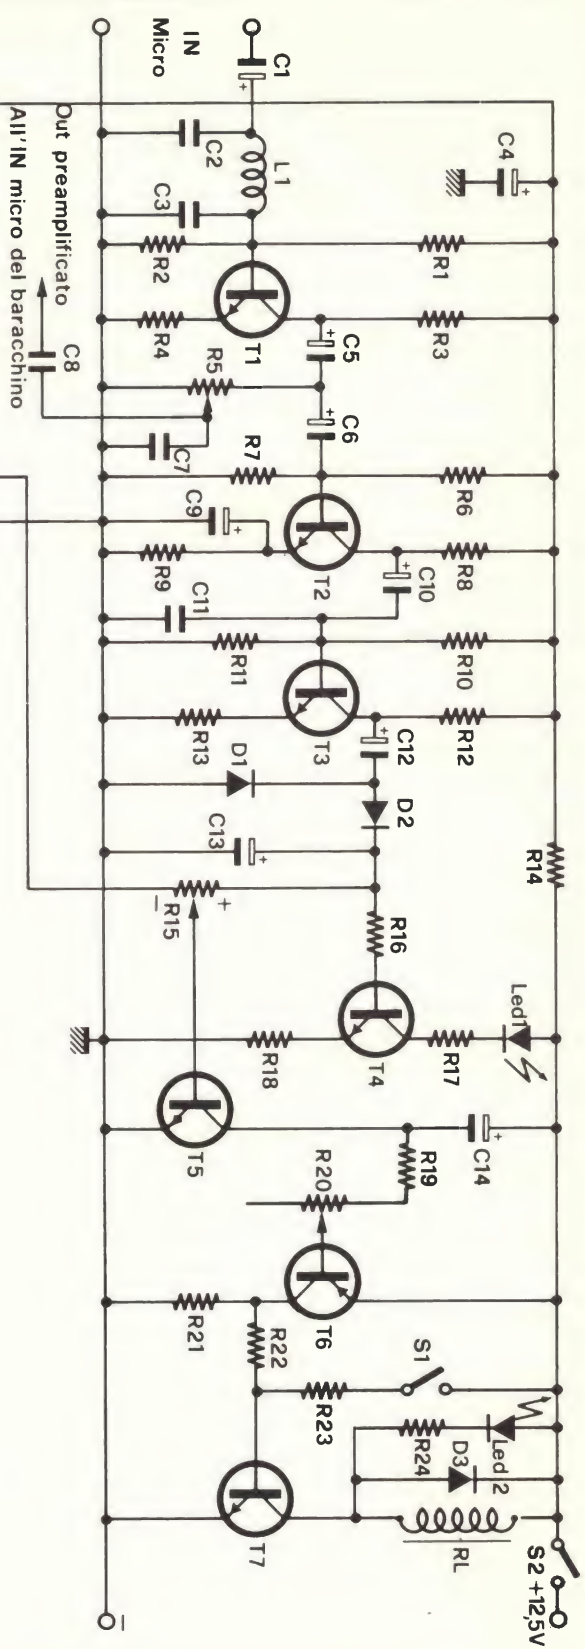 IN
Micro
C1
+
C2
L1
C3
C4
+
R1
R2
T1
R3
R4
C5
+
R5
C6
+
C7
C8
Out preamplificato
All'IN micro del baracchino
R6
R7
T2
C9
+
R8
R9
C10
+
C11
R10
R11
T3
R12
R13
C12
+
D1
D2
C13
+
R14
+
–
R15
R16
Led1
R17
T4
R18
T5
C14
+
R19
R20
T6
R21
R22
S1
R23
Led 2
R24
D3
T7
RL
S2 +12,5V
–